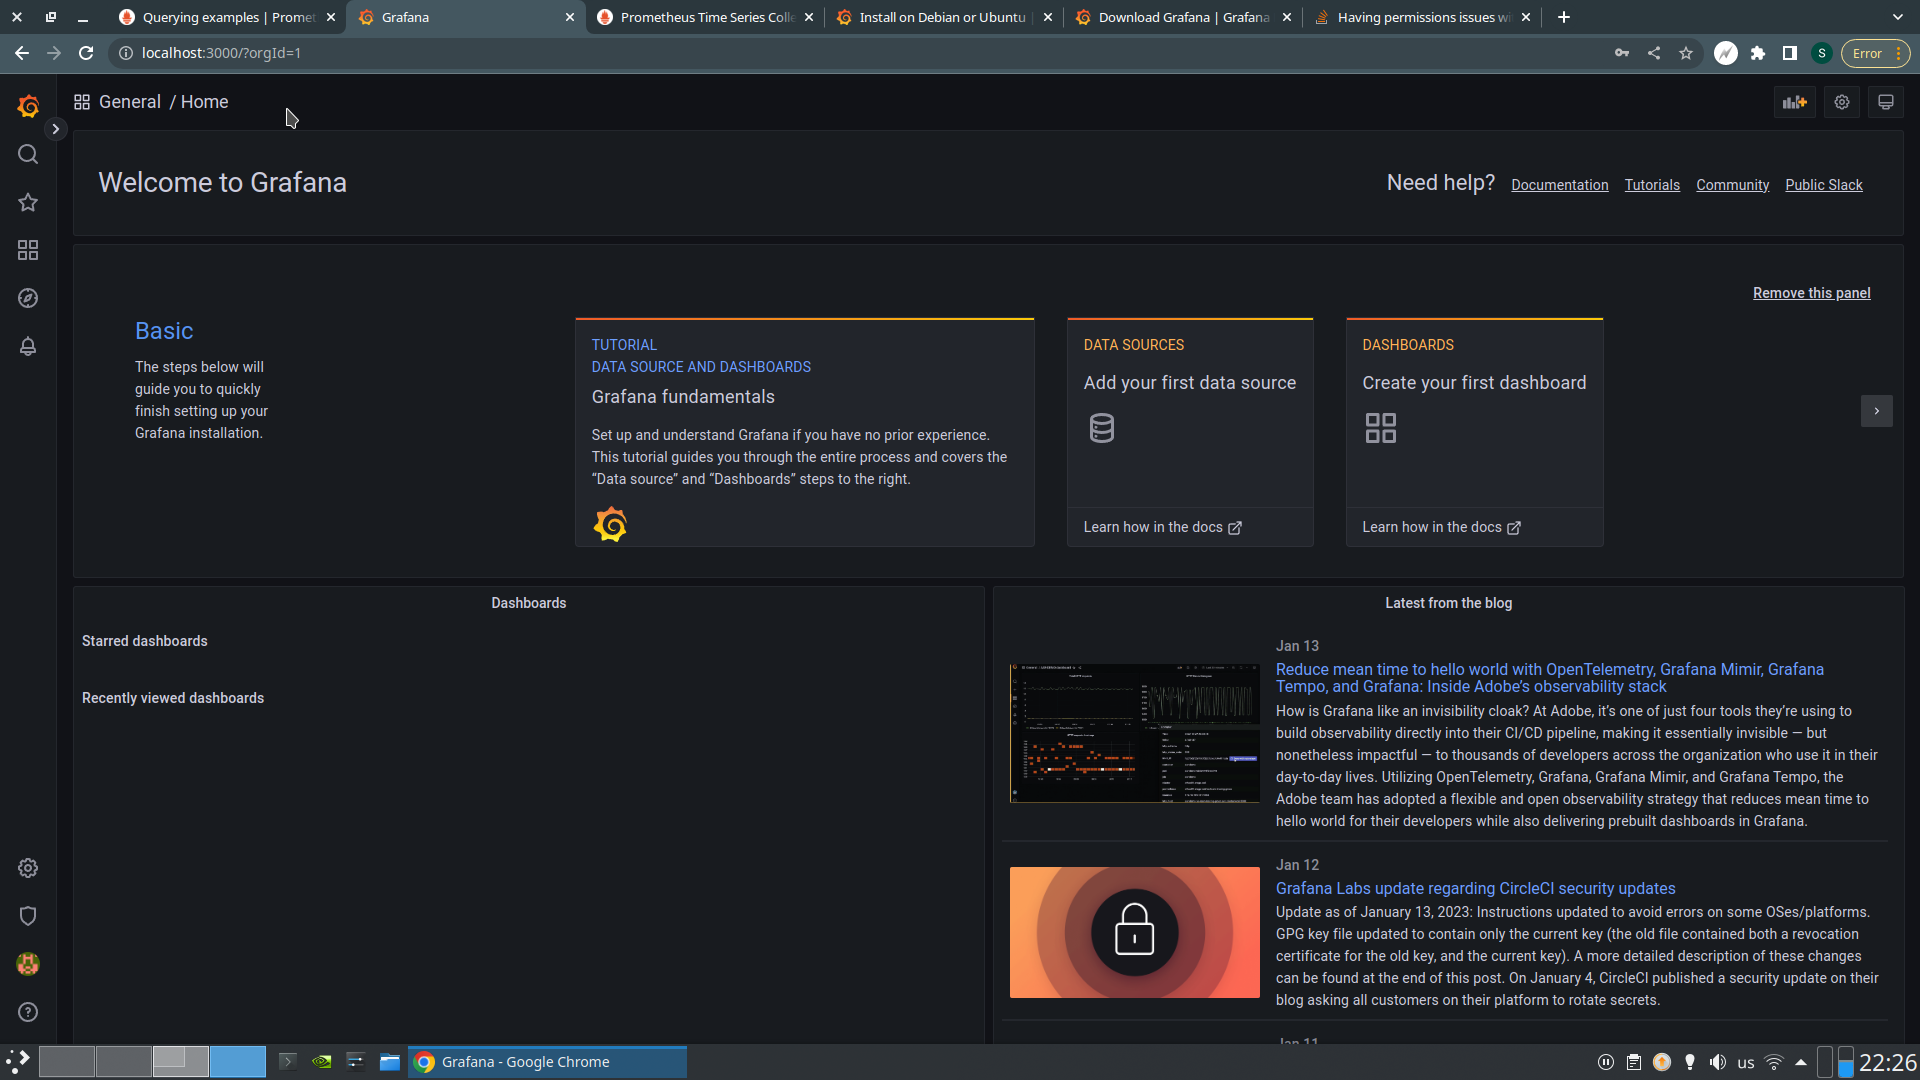 Querying examples | Promet
Grafana
Prometheus Time Series Colle
Install on Debian or Ubuntu
Download Grafana | Grafana
Having permissions issues wi
localhost:3000/?orgId=1
S
Error
General / Home
Welcome to Grafana
Need help? Documentation Tutorials Community Public Slack
Remove this panel
Basic
The steps below will
guide you to quickly
finish setting up your
Grafana installation.
TUTORIAL
DATA SOURCE AND DASHBOARDS
Grafana fundamentals
Set up and understand Grafana if you have no prior experience.
This tutorial guides you through the entire process and covers the
“Data source” and “Dashboards” steps to the right.
DATA SOURCES
Add your first data source
Learn how in the docs
DASHBOARDS
Create your first dashboard
Learn how in the docs
Dashboards
Starred dashboards
Recently viewed dashboards
Latest from the blog
Jan 13
Reduce mean time to hello world with OpenTelemetry, Grafana Mimir, Grafana
Tempo, and Grafana: Inside Adobe’s observability stack
How is Grafana like an invisibility cloak? At Adobe, it’s one of just four tools they’re using to
build observability directly into their CI/CD pipeline, making it essentially invisible — but
nonetheless impactful — to thousands of developers across the organization who use it in their
day-to-day lives. Utilizing OpenTelemetry, Grafana, Grafana Mimir, and Grafana Tempo, the
Adobe team has adopted a flexible and open observability strategy that reduces mean time to
hello world for their developers while also delivering prebuilt dashboards in Grafana.
Jan 12
Grafana Labs update regarding CircleCI security updates
Update as of January 13, 2023: Instructions updated to avoid errors on some OSes/platforms.
GPG key file updated to contain only the current key (the old file contained both a revocation
certificate for the old key, and the current key). A more detailed description of these changes
can be found at the end of this post. On January 4, CircleCI published a security update on their
blog asking all customers on their platform to rotate secrets.
Jan 11
Grafana - Google Chrome
us
22:26